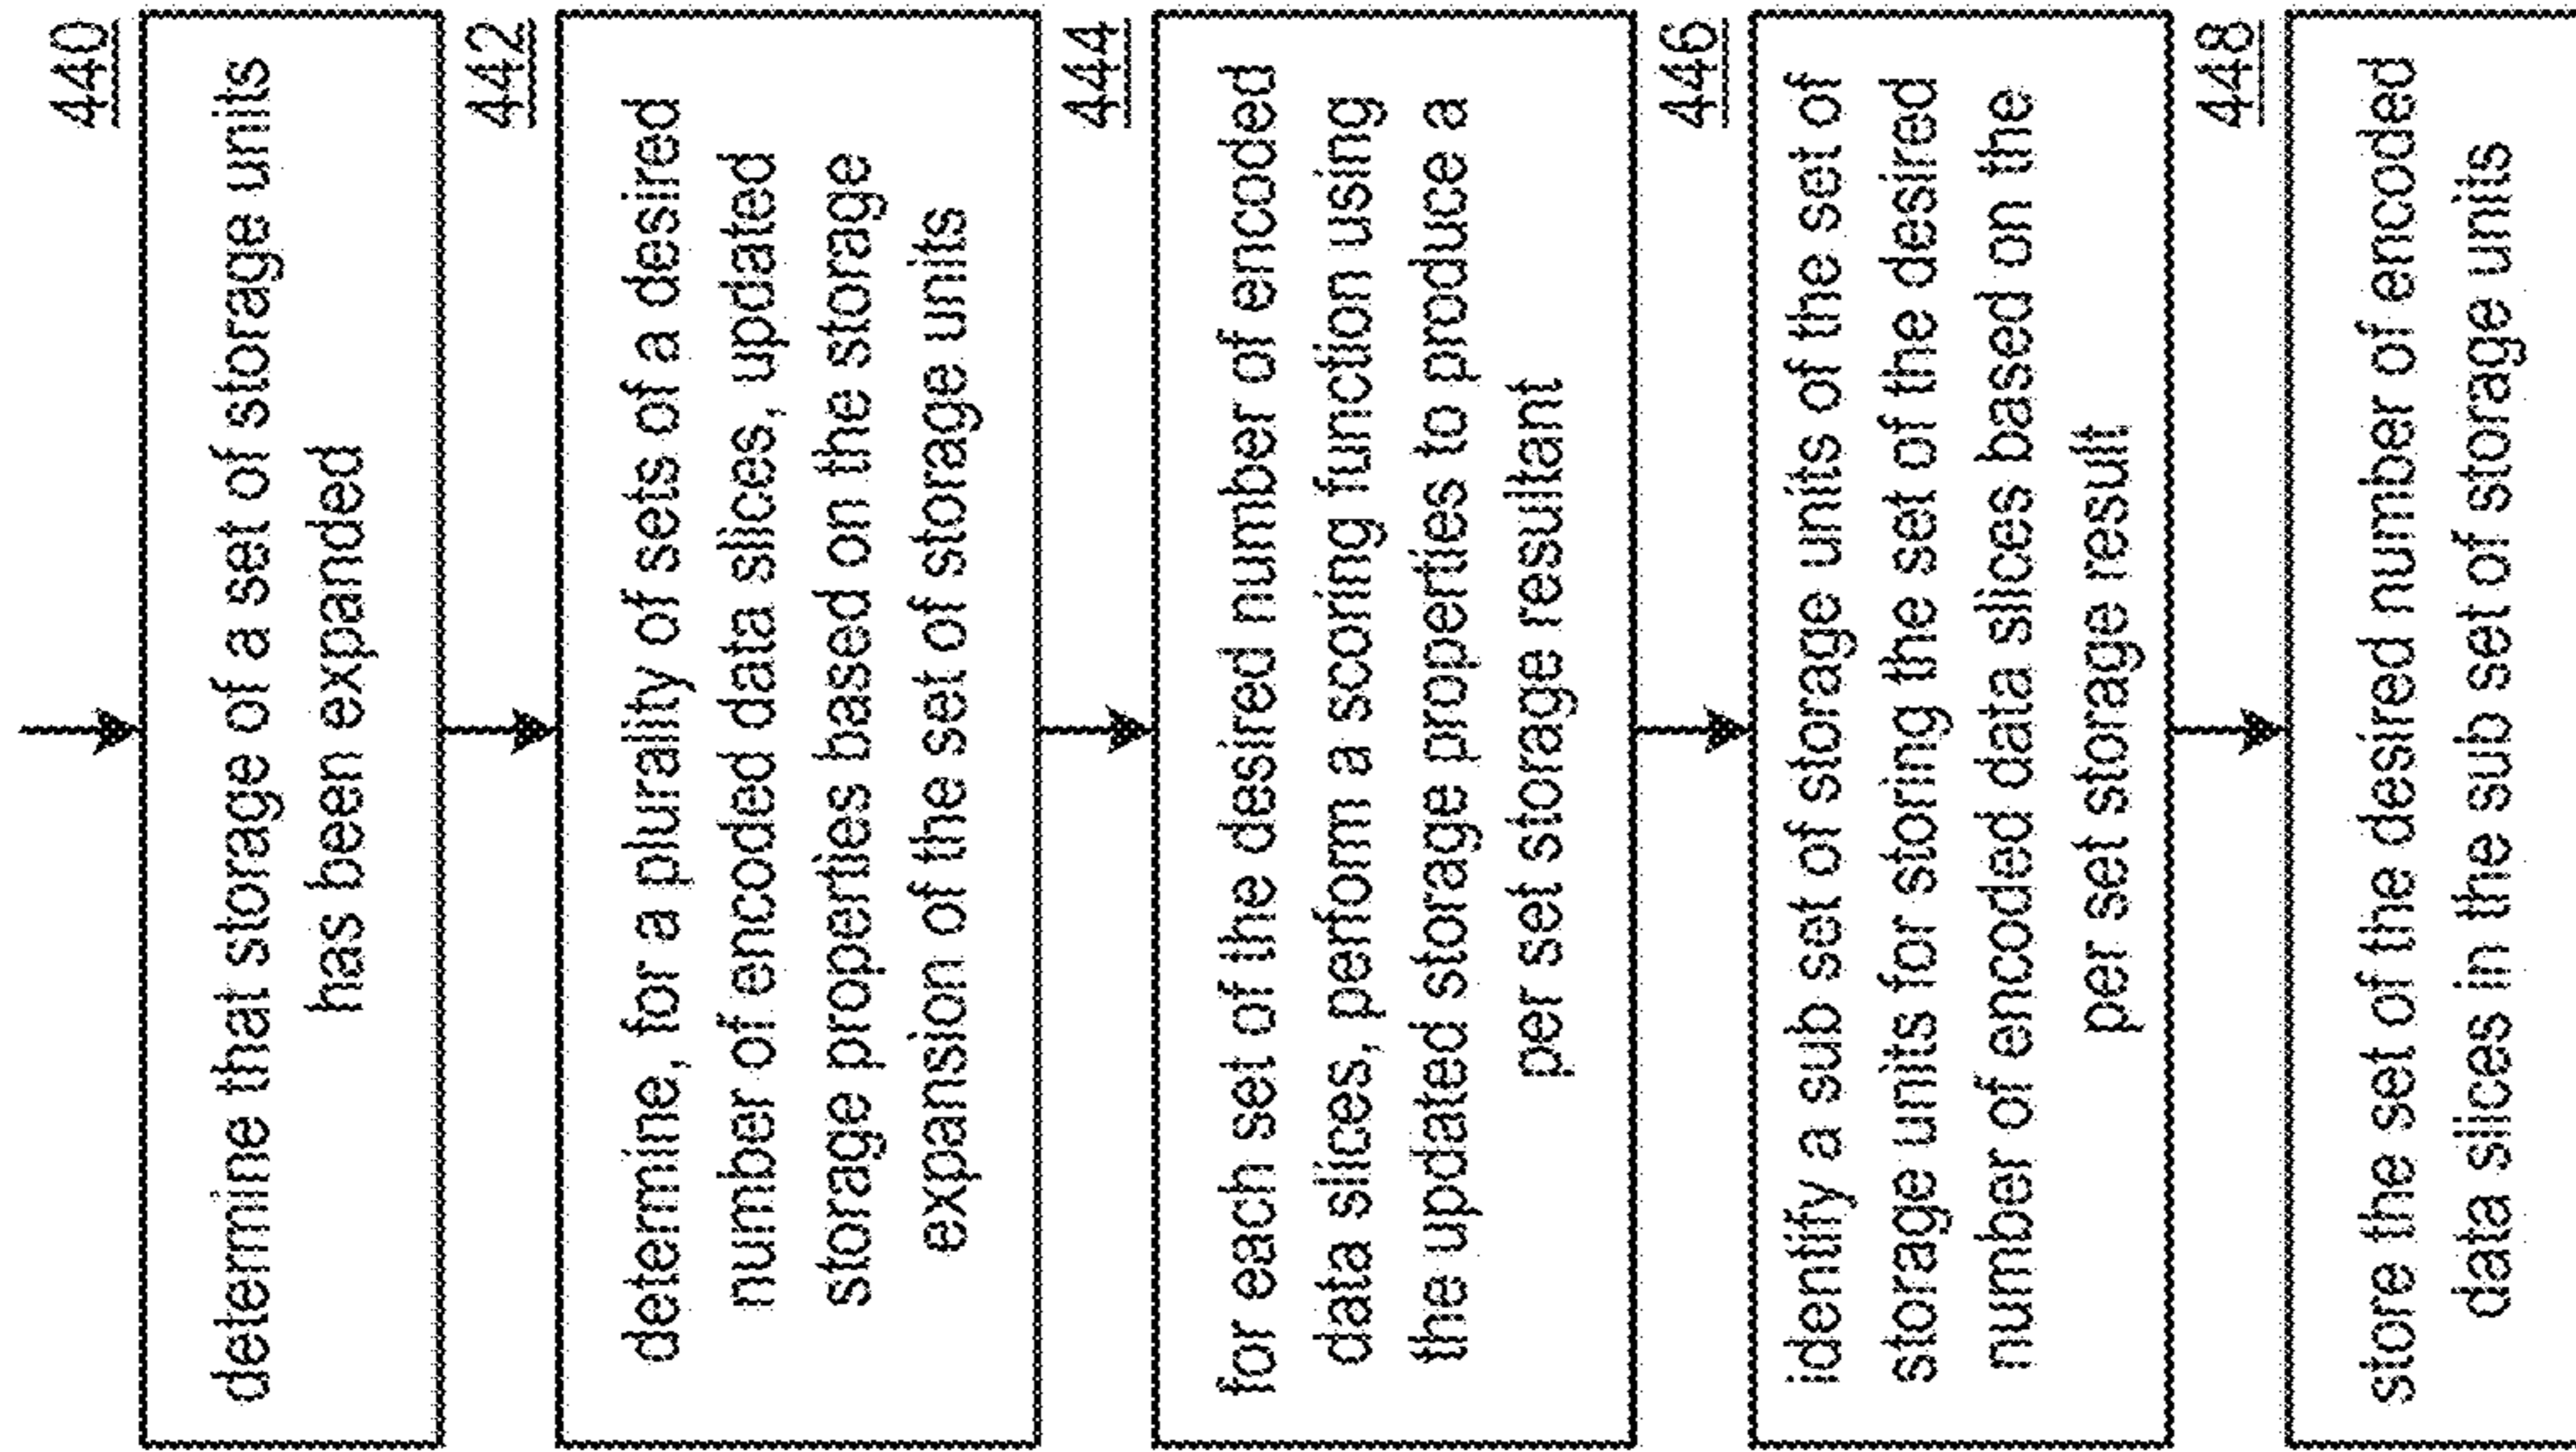 440
determine that storage of a set of storage units
has been expanded
442
determine, for a plurality of sets of a desired
number of encoded data slices, updated
storage properties based on the storage
expansion of the set of storage units
444
for each set of the desired number of encoded
data slices, perform a scoring function using
the updated storage properties to produce a
per set storage resultant
446
identify a sub set of storage units of the set of
storage units for storing the set of the desired
number of encoded data slices based on the
per set storage result
448
store the set of the desired number of encoded
data slices in the sub set of storage units